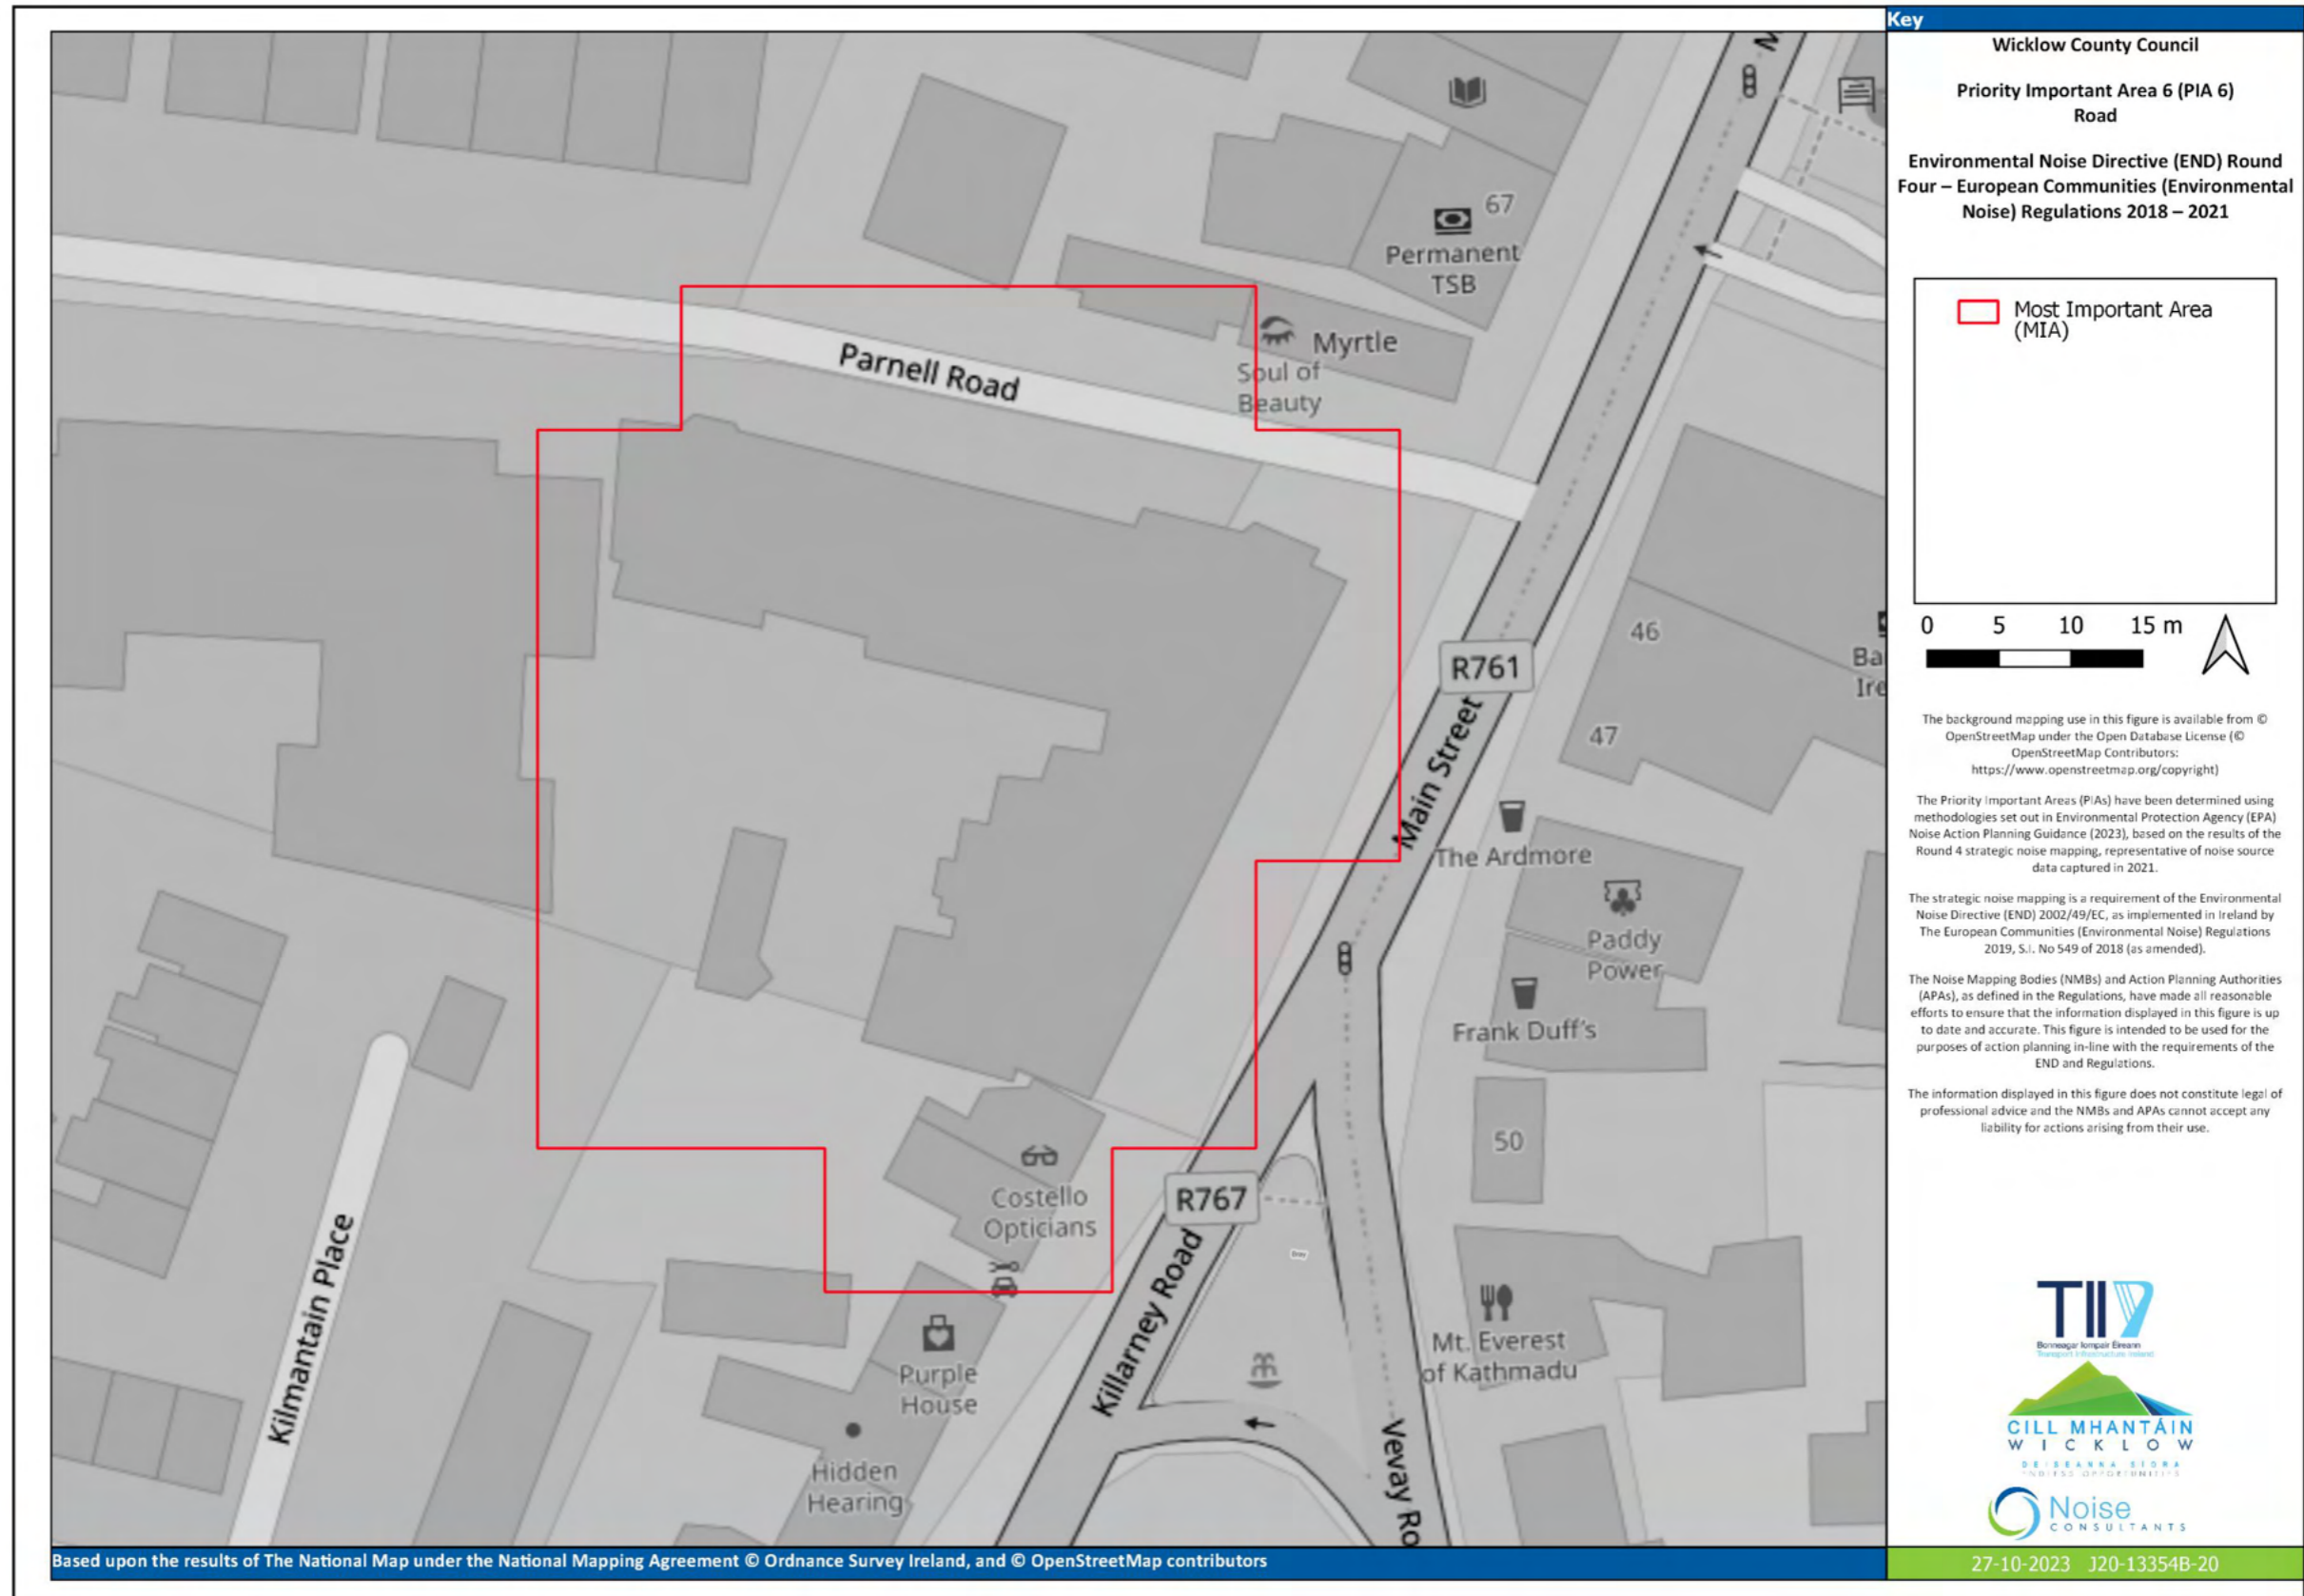 Key
Wicklow County Council
Priority Important Area 6 (PIA 6)
Road
Environmental Noise Directive (END) Round
Four – European Communities (Environmental
Noise) Regulations 2018 – 2021
Most Important Area
(MIA)
0 5 10 15 m
The background mapping use in this figure is available from ©
OpenStreetMap under the Open Database License (©
OpenStreetMap Contributors:
https://www.openstreetmap.org/copyright)
The Priority Important Areas (PIAs) have been determined using
methodologies set out in Environmental Protection Agency (EPA)
Noise Action Planning Guidance (2023), based on the results of the
Round 4 strategic noise mapping, representative of noise source
data captured in 2021.
The strategic noise mapping is a requirement of the Environmental
Noise Directive (END) 2002/49/EC, as implemented in Ireland by
The European Communities (Environmental Noise) Regulations
2019, S.I. No 549 of 2018 (as amended).
The Noise Mapping Bodies (NMBs) and Action Planning Authorities
(APAs), as defined in the Regulations, have made all reasonable
efforts to ensure that the information displayed in this figure is up
to date and accurate. This figure is intended to be used for the
purposes of action planning in-line with the requirements of the
END and Regulations.
The information displayed in this figure does not constitute legal of
professional advice and the NMBs and APAs cannot accept any
liability for actions arising from their use.
TII
Bonneagar Iompair Éireann
Transport Infrastructure Ireland
CILL MHANTÁIN
WICKLOW
DEISEANNA SÍORA
ENDLESS OPPORTUNITIES
Noise
CONSULTANTS
27-10-2023 J20-13354B-20
M
67
Permanent
TSB
Myrtle
Soul of
Beauty
Parnell Road
46
Ba
Ire
R761
47
Main Street
The Ardmore
Paddy
Power
Frank Duff's
50
Costello
Opticians
R767
Killarney Road
Kilmantain Place
Mt. Everest
of Kathmadu
Purple
House
Hidden
Hearing
Vevay Ro
Based upon the results of The National Map under the National Mapping Agreement © Ordnance Survey Ireland, and © OpenStreetMap contributors